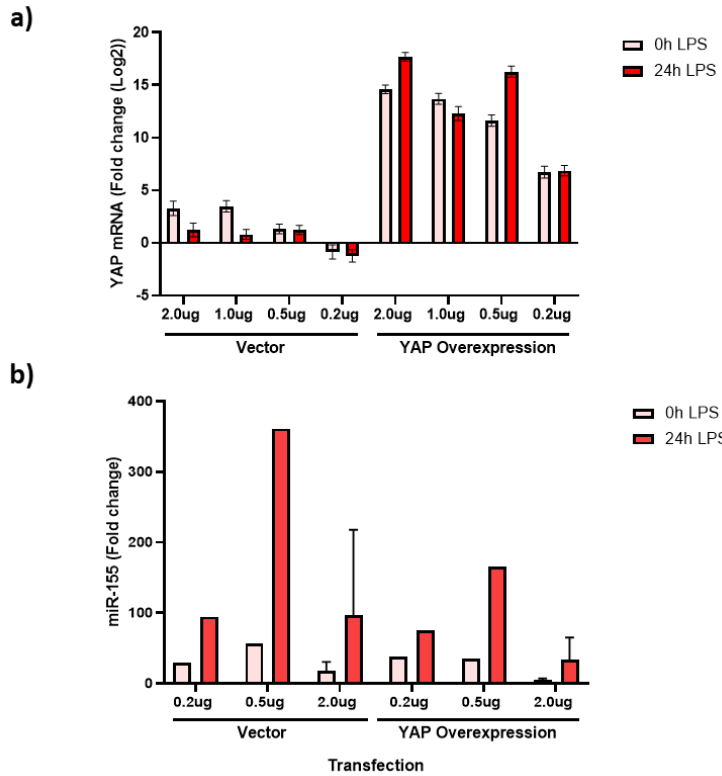 a)
0h LPS
24h LPS
YAP mRNA (Fold change (Log2))
20
15
10
5
0
-5
2.0ug 1.0ug 0.5ug 0.2ug 2.0ug 1.0ug 0.5ug 0.2ug
Vector YAP Overexpression
b)
0h LPS
24h LPS
miR-155 (Fold change)
400
300
200
100
0
0.2ug 0.5ug 2.0ug 0.2ug 0.5ug 2.0ug
Vector YAP Overexpression
Transfection